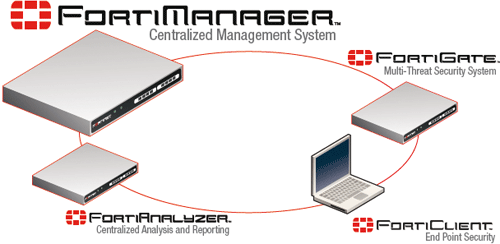 FORTIMANAGER™
Centralized Management System
FORTIGATE™
Multi-Threat Security System
FORTIANALYZER™
Centralized Analysis and Reporting
FORTICLIENT™
End Point Security